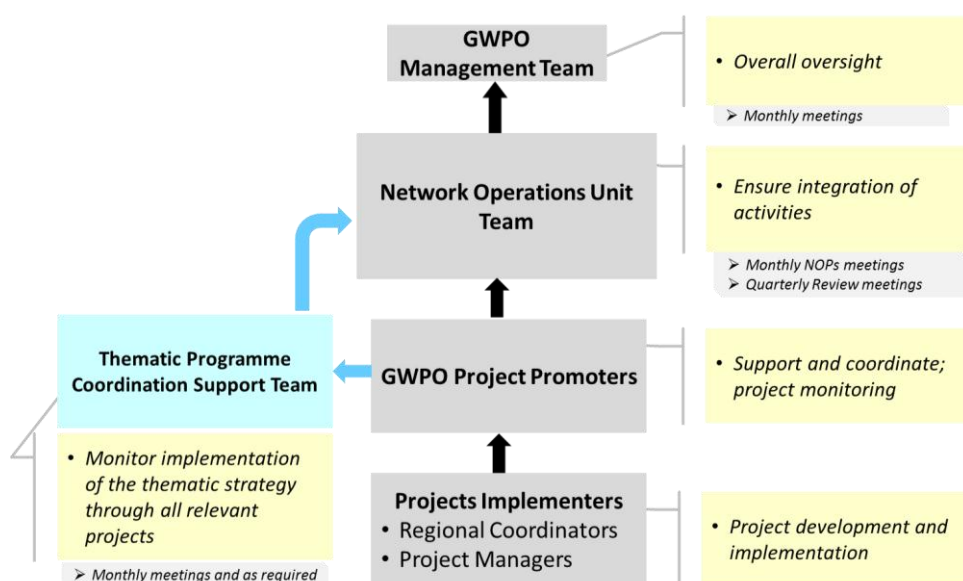 GWPO
Management Team
• Overall oversight
➢ Monthly meetings
Network Operations Unit
Team
• Ensure integration of
activities
➢ Monthly NOPs meetings
➢ Quarterly Review meetings
Thematic Programme
Coordination Support Team
GWPO Project Promoters
• Support and coordinate;
project monitoring
• Monitor implementation
of the thematic strategy
through all relevant
projects
➢ Monthly meetings and as required
Projects Implementers
• Regional Coordinators
• Project Managers
• Project development and
implementation